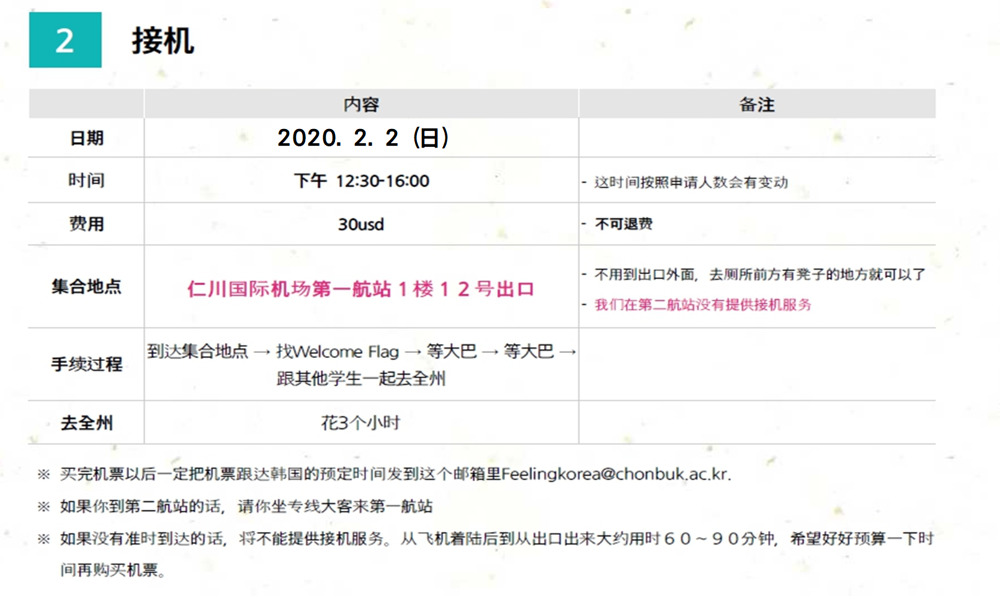 2 接机
内容 备注
日期 2020. 2. 2 (日)
时间 下午 12:30-16:00 - 这时间按照申请人数会有变动
费用 30usd - 不可退费
集合地点 仁川国际机场第一航站 1 楼 1 2 号出口
- 不用到出口外面, 去厕所前方有凳子的地方就可以了
- 我们在第二航站没有提供接机服务
手续过程 到达集合地点 → 找Welcome Flag → 等大巴 → 等大巴 →
跟其他学生一起去全州
去全州 花3个小时
※ 买完机票以后一定把机票跟达韩国的预定时间发到这个邮箱里Feelingkorea@chonbuk.ac.kr.
※ 如果你到第二航站的话, 请你坐专线大客来第一航站
※ 如果没有准时到达的话, 将不能提供接机服务。从飞机着陆后到从出口出来大约用时６０～９０分钟, 希望好好预算一下时
间再购买机票。